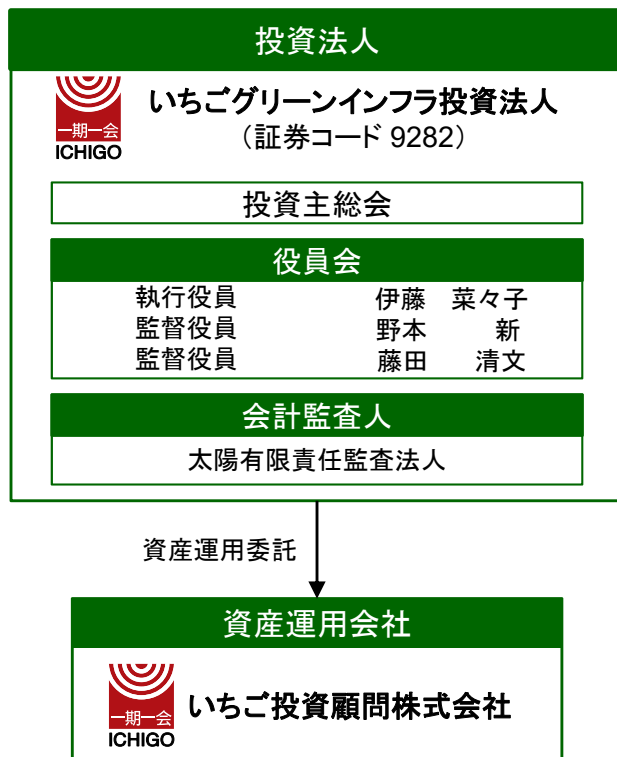 投資法人
一期一会
ICHIGO
いちごグリーンインフラ投資法人
（証券コード 9282）
投資主総会
役員会
執行役員 伊藤 菜々子
監督役員 野本 新
監督役員 藤田 清文
会計監査人
太陽有限責任監査法人
資産運用委託
資産運用会社
一期一会
ICHIGO
いちご投資顧問株式会社